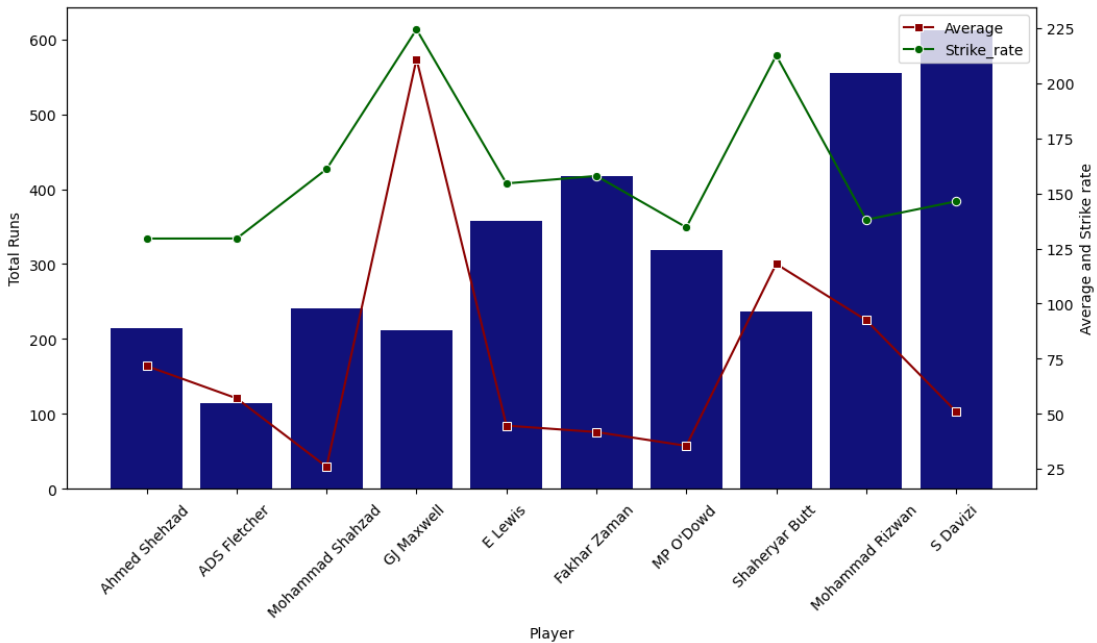 Average
Strike_rate
Total Runs
600
500
400
300
200
100
0
225
200
175
150
125
100
75
50
25
Average and Strike rate
Ahmed Shehzad
ADS Fletcher
Mohammad Shahzad
GJ Maxwell
E Lewis
Fakhar Zaman
MP O'Dowd
Shaheryar Butt
Mohammad Rizwan
S Davizi
Player